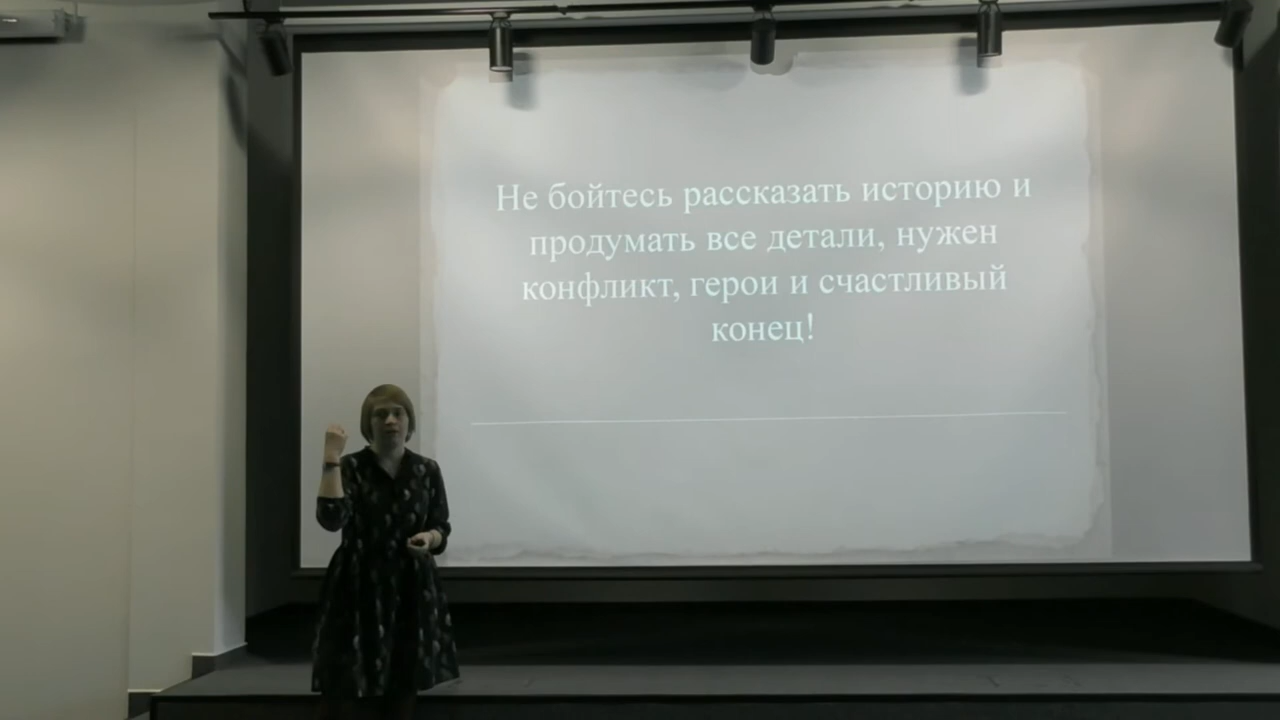 Не бойтесь рассказать историю и
продумать все детали, нужен
конфликт, герои и счастливый
конец!